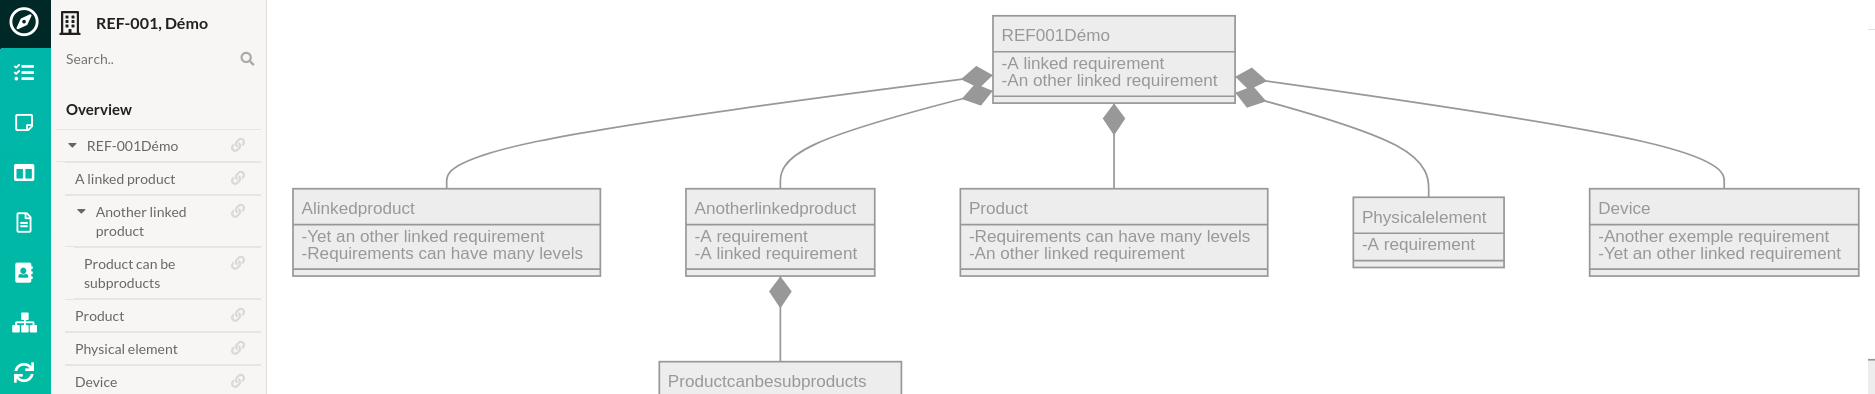 REF-001, Démo
Search..
Overview
REF-001Démo
A linked product
Another linked
product
Product can be
subproducts
Product
Physical element
Device
REF001Démo
-A linked requirement
-An other linked requirement
Alinkedproduct
-Yet an other linked requirement
-Requirements can have many levels
Anotherlinkedproduct
-A requirement
-A linked requirement
Product
-Requirements can have many levels
-An other linked requirement
Physicalelement
-A requirement
Device
-Another exemple requirement
-Yet an other linked requirement
Productcanbesubproducts